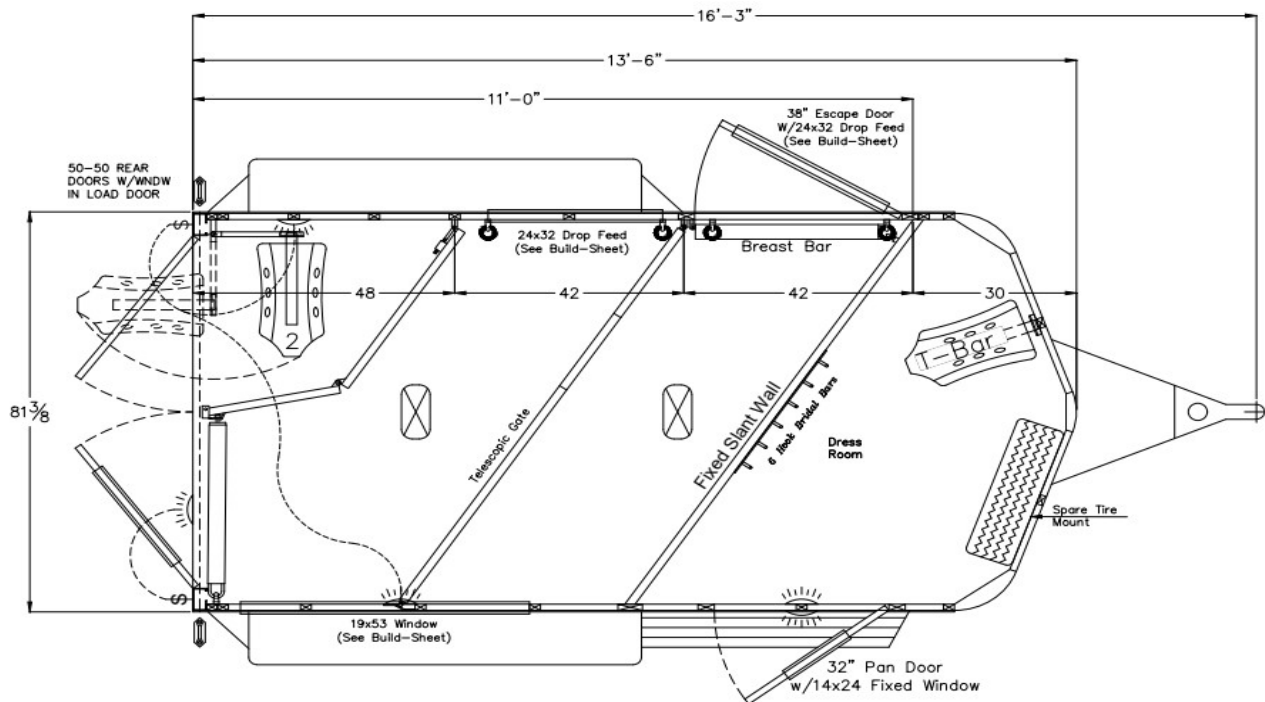 16'-3"
13'-6"
11'-0"
38" Escape Door
W/24x32 Drop Feed
(See Build-Sheet)
50-50 REAR
DOORS W/WNDW
IN LOAD DOOR
S
24x32 Drop Feed
(See Build-Sheet)
Breast Bar
48
42
42
30
2
T-Bar
81 3/8
Telescopic Gate
Fixed Slant Wall
6 Hook Bridal Bars
Dress
Room
Spare Tire
Mount
S
19x53 Window
(See Build-Sheet)
32" Pan Door
w/14x24 Fixed Window